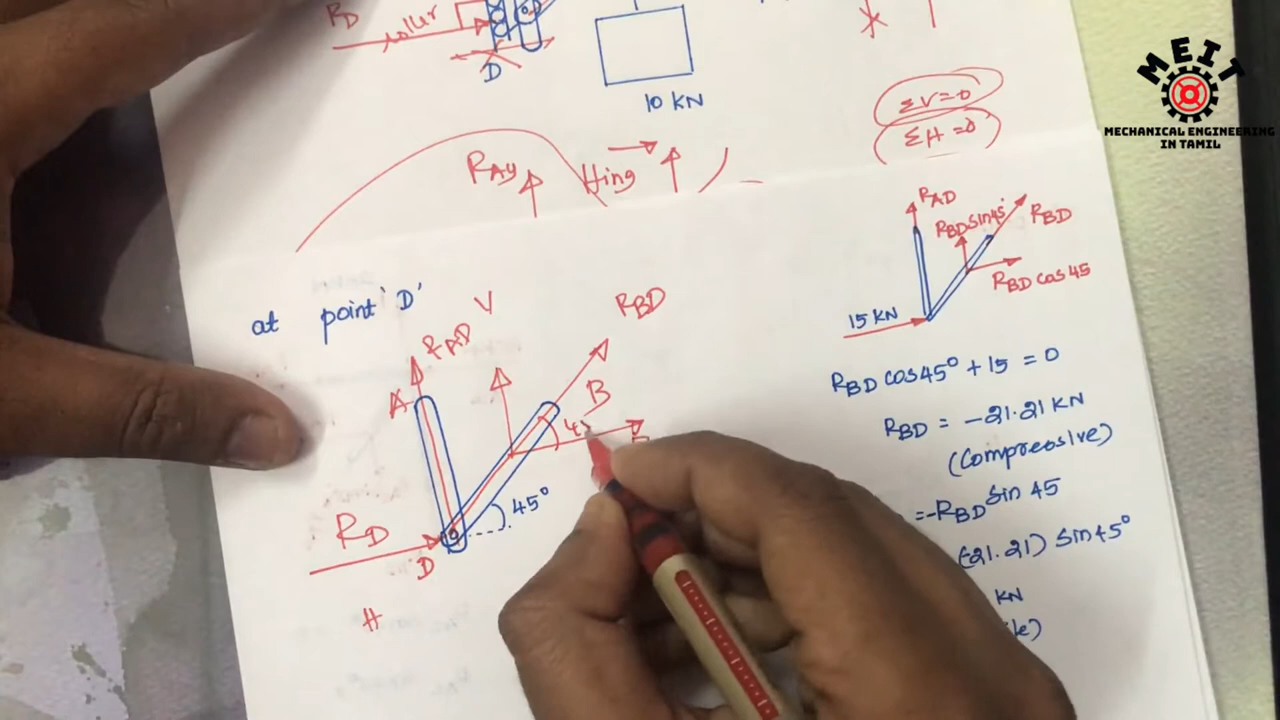 MEIT
MECHANICAL ENGINEERING
IN TAMIL
RD
roller
D
10 KN
ΣV=0
ΣH=0
RAy
Hing
at point 'D'
V
RAD
RBD
A
B
45
45°
RD
D
H
RAD
RBD sin45°
RBD
RBD cos 45
15 KN
RBD cos45° + 15 = 0
RBD = -21.21 KN
(Compressive)
=-RBD Sin 45
(-21.21) Sin45°
KN